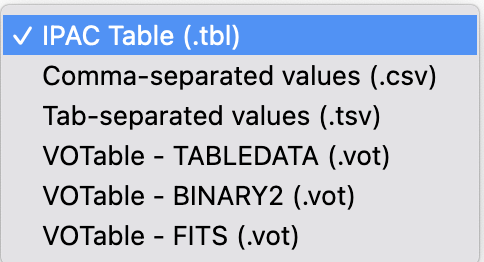 ✓ IPAC Table (.tbl)
Comma-separated values (.csv)
Tab-separated values (.tsv)
VOTable - TABLEDATA (.vot)
VOTable - BINARY2 (.vot)
VOTable - FITS (.vot)